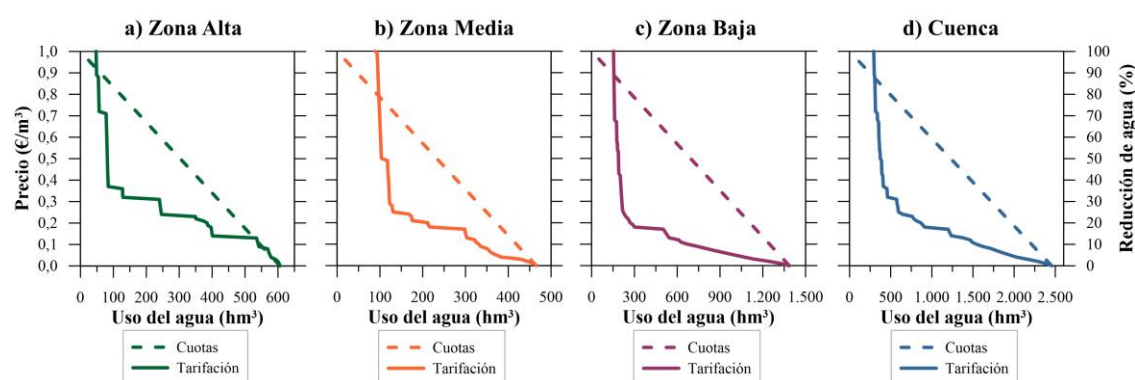 a) Zona Alta
b) Zona Media
c) Zona Baja
d) Cuenca
Precio (€/m³)
1,0
0,9
0,8
0,7
0,6
0,5
0,4
0,3
0,2
0,1
0,0
100
90
80
70
60
50
40
30
20
10
0
Reducción de agua (%)
0 100 200 300 400 500 600
0 100 200 300 400 500
0 300 600 900 1.200 1.500
0 500 1.000 1.500 2.000 2.500
Uso del agua (hm³)
Uso del agua (hm³)
Uso del agua (hm³)
Uso del agua (hm³)
Cuotas
Tarifación
Cuotas
Tarifación
Cuotas
Tarifación
Cuotas
Tarifación